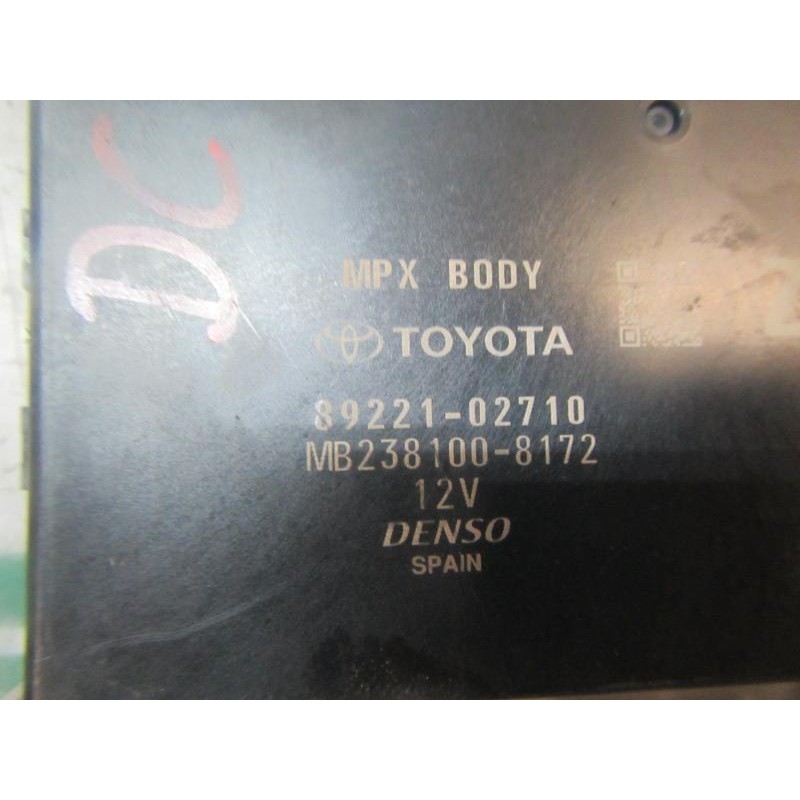 DC
MPX BODY
TOYOTA
89221-02710
MB238100-8172
12V
DENSO
SPAIN